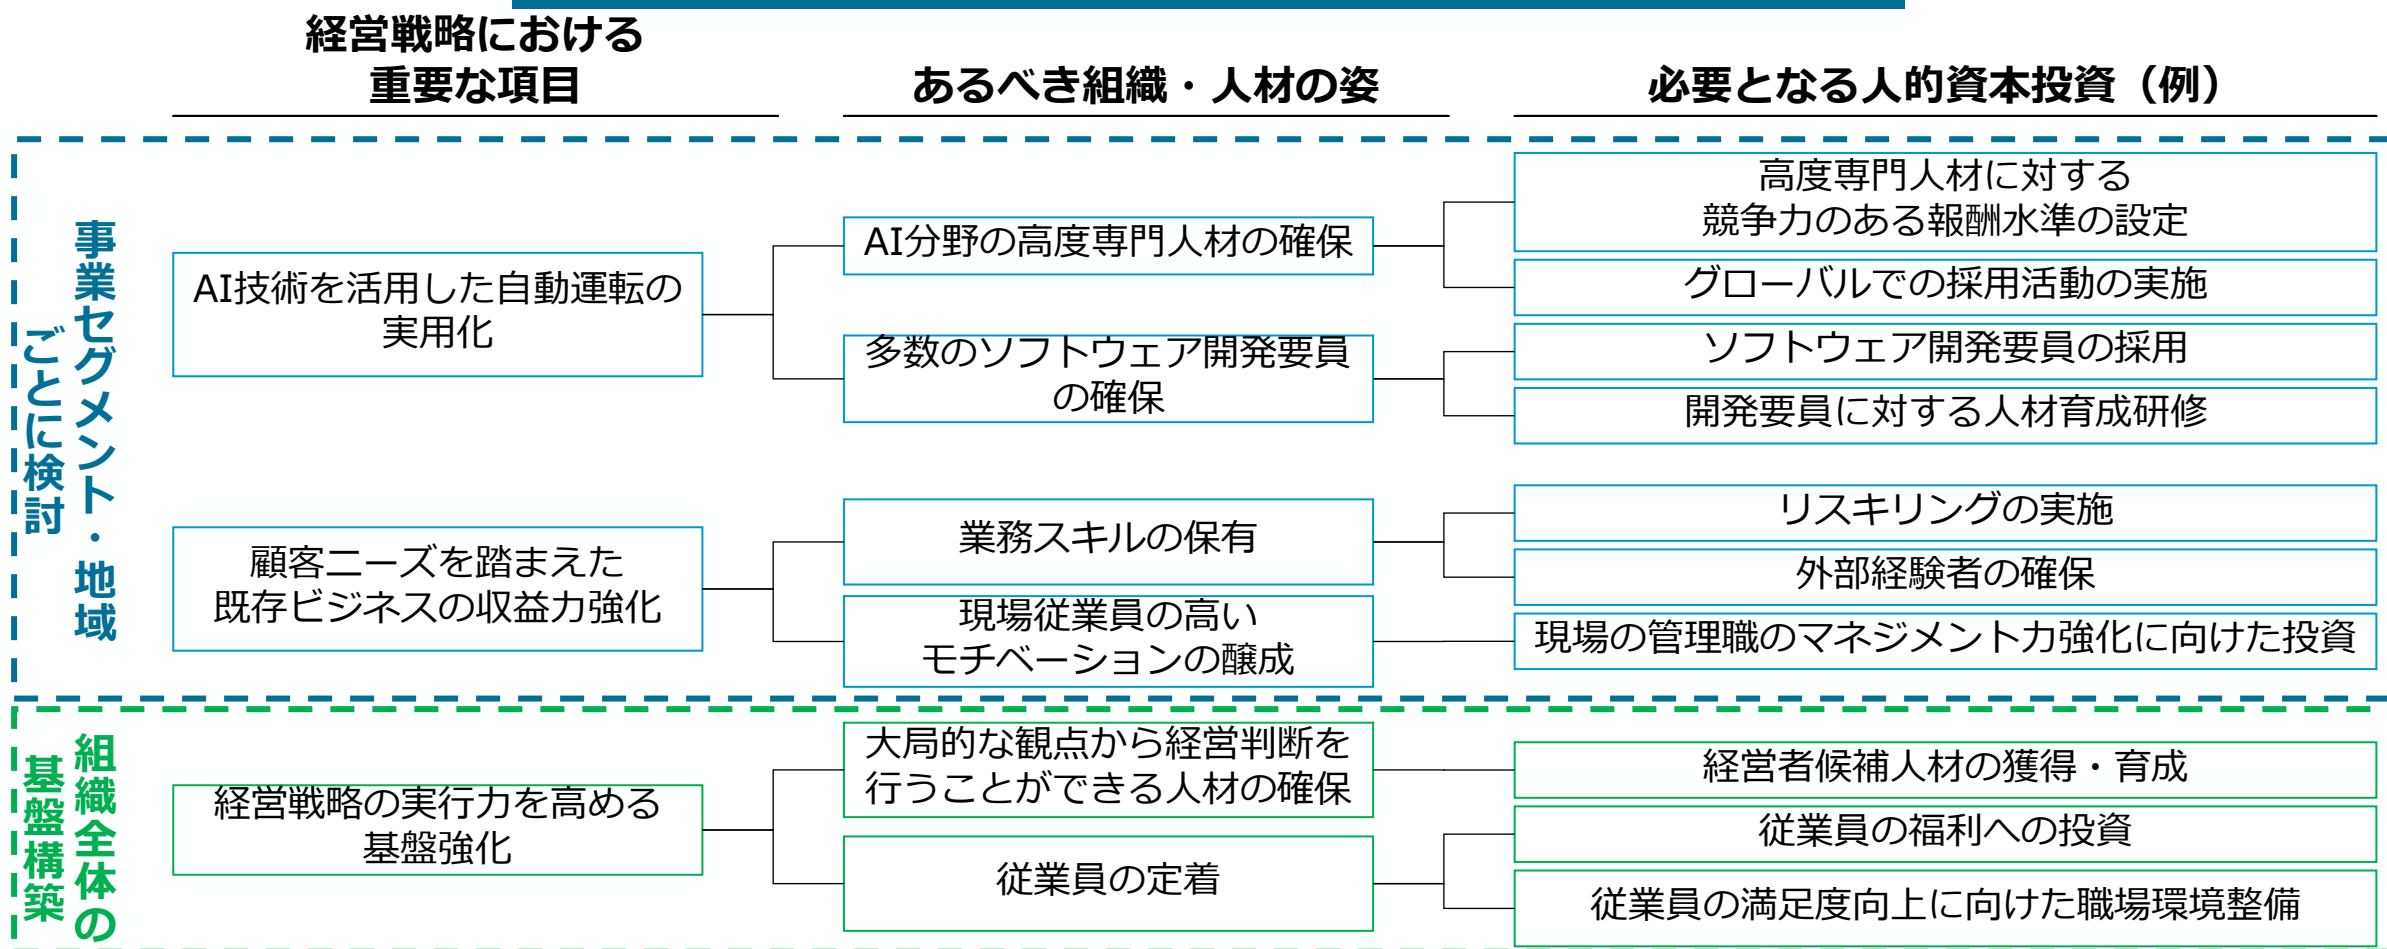 経営戦略における
重要な項目
あるべき組織・人材の姿
必要となる人的資本投資（例）
事業セグメント・地域
ごとに検討
AI技術を活用した自動運転の
実用化
AI分野の高度専門人材の確保
高度専門人材に対する
競争力のある報酬水準の設定
グローバルでの採用活動の実施
多数のソフトウェア開発要員
の確保
ソフトウェア開発要員の採用
開発要員に対する人材育成研修
顧客ニーズを踏まえた
既存ビジネスの収益力強化
業務スキルの保有
リスキリングの実施
外部経験者の確保
現場従業員の高い
モチベーションの醸成
現場の管理職のマネジメント力強化に向けた投資
組織全体の
基盤構築
経営戦略の実行力を高める
基盤強化
大局的な観点から経営判断を
行うことができる人材の確保
経営者候補人材の獲得・育成
従業員の定着
従業員の福利への投資
従業員の満足度向上に向けた職場環境整備